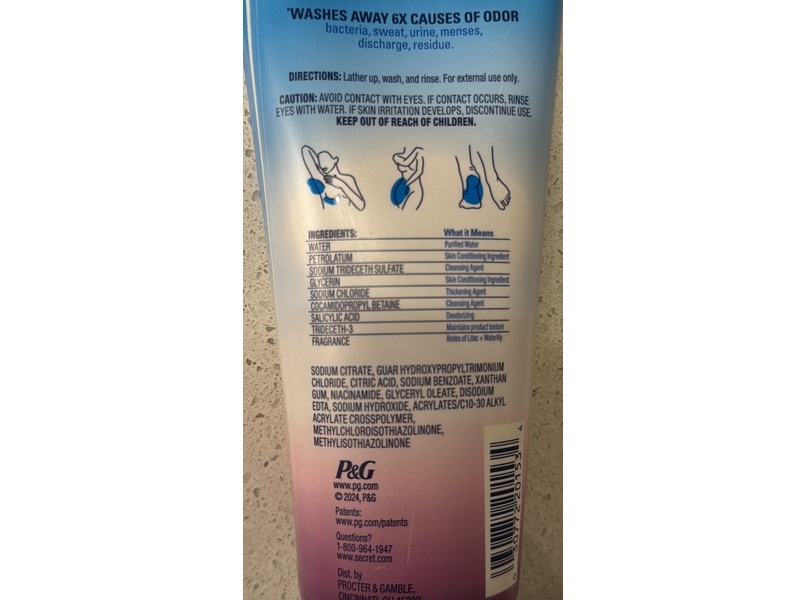 *WASHES AWAY 6X CAUSES OF ODOR
bacteria, sweat, urine, menses,
discharge, residue.
DIRECTIONS: Lather up, wash, and rinse. For external use only.
CAUTION: AVOID CONTACT WITH EYES. IF CONTACT OCCURS, RINSE
EYES WITH WATER. IF SKIN IRRITATION DEVELOPS, DISCONTINUE USE.
KEEP OUT OF REACH OF CHILDREN.
INGREDIENTS: What it Means
WATER Purified Water
PETROLATUM Skin Conditioning Ingredient
SODIUM TRIDECETH SULFATE Cleansing Agent
GLYCERIN Skin Conditioning Ingredient
SODIUM CHLORIDE Thickening Agent
COCAMIDOPROPYL BETAINE Cleansing Agent
SALICYLIC ACID Deodorizing
TRIDECETH-3 Maintains product texture
FRAGRANCE Notes of Lilac + Waterlily
SODIUM CITRATE, GUAR HYDROXYPROPYLTRIMONIUM
CHLORIDE, CITRIC ACID, SODIUM BENZOATE, XANTHAN
GUM, NIACINAMIDE, GLYCERYL OLEATE, DISODIUM
EDTA, SODIUM HYDROXIDE, ACRYLATES/C10-30 ALKYL
ACRYLATE CROSSPOLYMER,
METHYLCHLOROISOTHIAZOLINONE,
METHYLISOTHIAZOLINONE
P&G
www.pg.com
© 2024, P&G
Patents:
www.pg.com/patents
Questions?
1-800-964-1947
www.secret.com
Dist. by
PROCTER & GAMBLE,
CINCINNATI, OH 45202
0 30772 20153 4